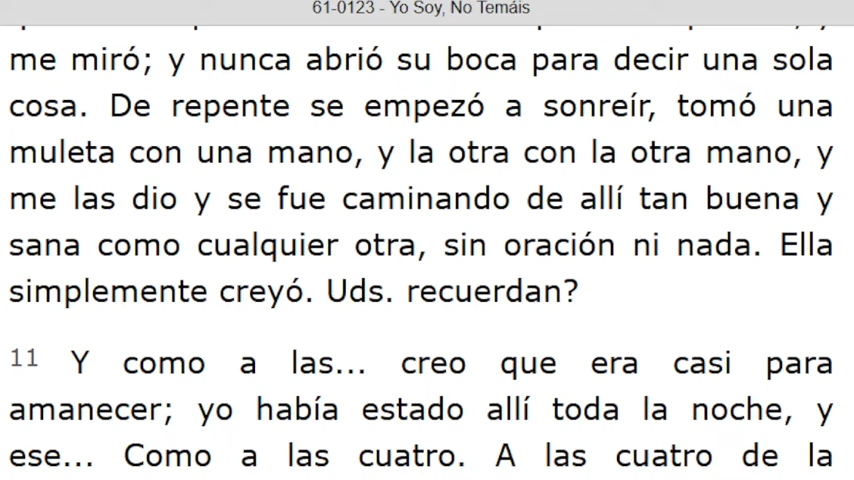 61-0123 - Yo Soy, No Temáis
me miró; y nunca abrió su boca para decir una sola
cosa. De repente se empezó a sonreír, tomó una
muleta con una mano, y la otra con la otra mano, y
me las dio y se fue caminando de allí tan buena y
sana como cualquier otra, sin oración ni nada. Ella
simplemente creyó. Uds. recuerdan?
11 Y como a las... creo que era casi para
amanecer; yo había estado allí toda la noche, y
ese... Como a las cuatro. A las cuatro de la